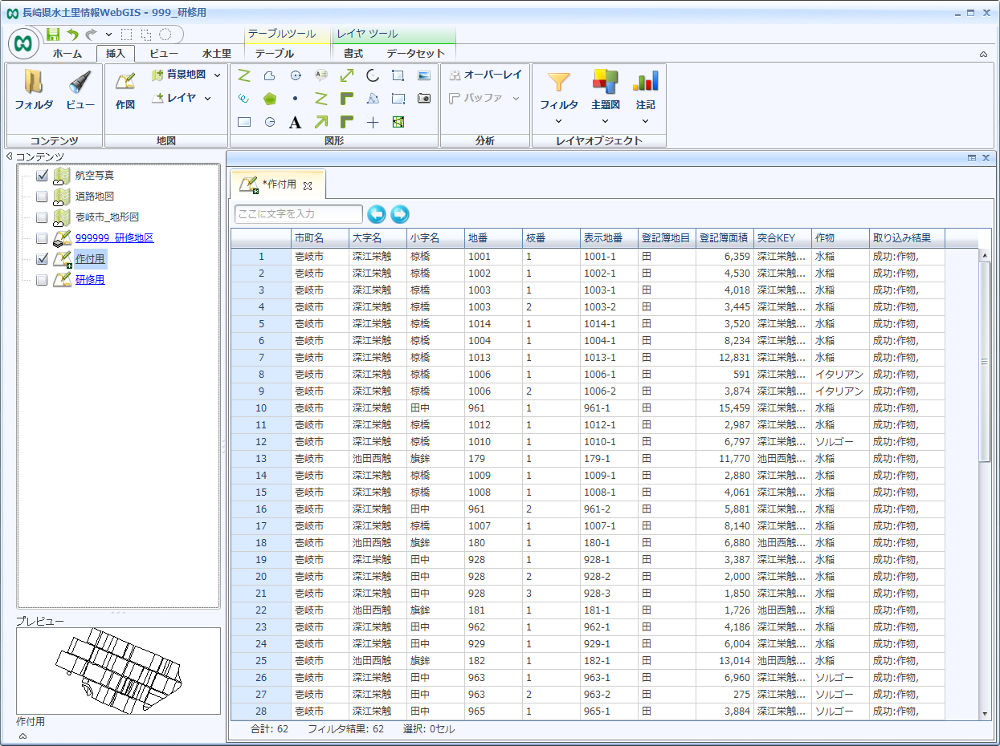 長崎県水土里情報WebGIS - 999_研修用
テーブルツール レイヤ ツール
ホーム 挿入 ビュー 水土里 テーブル 書式 データセット
フォルダ ビュー 作図 背景地図 レイヤ オーバーレイ バッファ フィルタ 主題図 注記
コンテンツ 地図 図形 分析 レイヤオブジェクト
コンテンツ
航空写真
道路地図
壱岐市_地形図
999999_研修地区
作付用
研修用
プレビュー
作付用
*作付用
ここに文字を入力
市町名 大字名 小字名 地番 枝番 表示地番 登記簿地目 登記簿面積 突合KEY 作物 取り込み結果
1 壱岐市 深江栄触 椋橋 1001 1 1001-1 田 6,359 深江栄触... 水稲 成功:作物,
2 壱岐市 深江栄触 椋橋 1002 1 1002-1 田 4,530 深江栄触... 水稲 成功:作物,
3 壱岐市 深江栄触 椋橋 1003 1 1003-1 田 4,018 深江栄触... 水稲 成功:作物,
4 壱岐市 深江栄触 椋橋 1003 2 1003-2 田 3,445 深江栄触... 水稲 成功:作物,
5 壱岐市 深江栄触 椋橋 1014 1 1014-1 田 3,520 深江栄触... 水稲 成功:作物,
6 壱岐市 深江栄触 椋橋 1004 1 1004-1 田 8,234 深江栄触... 水稲 成功:作物,
7 壱岐市 深江栄触 椋橋 1013 1 1013-1 田 12,831 深江栄触... 水稲 成功:作物,
8 壱岐市 深江栄触 椋橋 1006 1 1006-1 田 591 深江栄触... イタリアン 成功:作物,
9 壱岐市 深江栄触 椋橋 1006 2 1006-2 田 3,874 深江栄触... イタリアン 成功:作物,
10 壱岐市 深江栄触 田中 961 1 961-1 田 15,459 深江栄触... 水稲 成功:作物,
11 壱岐市 深江栄触 椋橋 1012 1 1012-1 田 2,987 深江栄触... 水稲 成功:作物,
12 壱岐市 深江栄触 椋橋 1010 1 1010-1 田 6,797 深江栄触... ソルゴー 成功:作物,
13 壱岐市 池田西触 旗鉾 179 1 179-1 田 11,770 池田西触... 水稲 成功:作物,
14 壱岐市 深江栄触 椋橋 1009 1 1009-1 田 2,880 深江栄触... 水稲 成功:作物,
15 壱岐市 深江栄触 椋橋 1008 1 1008-1 田 4,061 深江栄触... 水稲 成功:作物,
16 壱岐市 深江栄触 田中 961 2 961-2 田 5,881 深江栄触... 水稲 成功:作物,
17 壱岐市 深江栄触 椋橋 1007 1 1007-1 田 8,140 深江栄触... 水稲 成功:作物,
18 壱岐市 池田西触 旗鉾 180 1 180-1 田 6,880 池田西触... 水稲 成功:作物,
19 壱岐市 深江栄触 田中 928 1 928-1 田 3,387 深江栄触... 水稲 成功:作物,
20 壱岐市 深江栄触 田中 928 2 928-2 田 2,000 深江栄触... 水稲 成功:作物,
21 壱岐市 深江栄触 田中 928 3 928-3 田 1,850 深江栄触... 水稲 成功:作物,
22 壱岐市 池田西触 旗鉾 181 1 181-1 田 1,726 池田西触... 水稲 成功:作物,
23 壱岐市 深江栄触 田中 962 1 962-1 田 4,186 深江栄触... 水稲 成功:作物,
24 壱岐市 深江栄触 田中 929 1 929-1 田 6,004 深江栄触... 水稲 成功:作物,
25 壱岐市 池田西触 旗鉾 182 1 182-1 田 13,014 池田西触... 水稲 成功:作物,
26 壱岐市 深江栄触 田中 963 1 963-1 田 6,960 深江栄触... ソルゴー 成功:作物,
27 壱岐市 深江栄触 田中 963 2 963-2 田 275 深江栄触... ソルゴー 成功:作物,
28 壱岐市 深江栄触 田中 965 1 965-1 田 3,884 深江栄触... ソルゴー 成功:作物,
合計: 62 フィルタ結果: 62 選択: 0セル